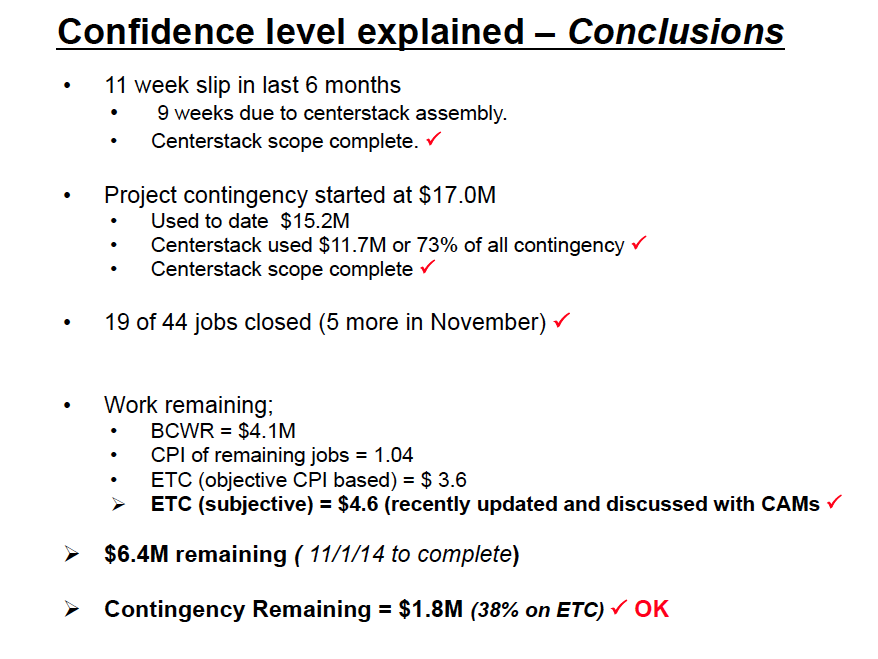 Confidence level explained – Conclusions
• 11 week slip in last 6 months
• 9 weeks due to centerstack assembly.
• Centerstack scope complete. ✓
• Project contingency started at $17.0M
• Used to date $15.2M
• Centerstack used $11.7M or 73% of all contingency ✓
• Centerstack scope complete ✓
• 19 of 44 jobs closed (5 more in November) ✓
• Work remaining;
• BCWR = $4.1M
• CPI of remaining jobs = 1.04
• ETC (objective CPI based) = $ 3.6
➢ ETC (subjective) = $4.6 (recently updated and discussed with CAMs ✓
➢ $6.4M remaining ( 11/1/14 to complete)
➢ Contingency Remaining = $1.8M (38% on ETC) ✓ OK